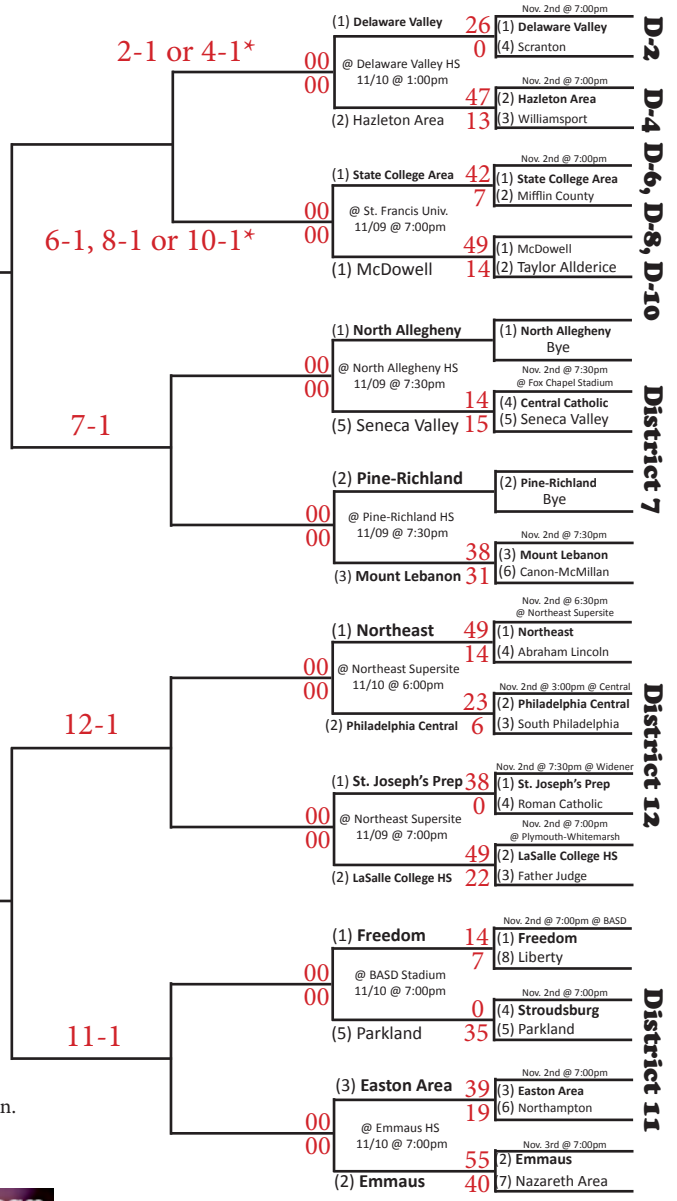 Nov. 2nd @ 7:00pm
(1) Delaware Valley 26 (1) Delaware Valley
0 (4) Scranton
D-2
2-1 or 4-1*
00 @ Delaware Valley HS
00 11/10 @ 1:00pm
Nov. 2nd @ 7:00pm
47 (2) Hazleton Area
(2) Hazleton Area 13 (3) Williamsport
D-4
Nov. 2nd @ 7:00pm
(1) State College Area 42 (1) State College Area
7 (2) Mifflin County
00 @ St. Francis Univ.
00 11/09 @ 7:00pm
6-1, 8-1 or 10-1*
49 (1) McDowell
(1) McDowell 14 (2) Taylor Allderice
D-6, D-8, D-10
(1) North Allegheny (1) North Allegheny
Bye
00 @ North Allegheny HS
00 11/09 @ 7:30pm
Nov. 2nd @ 7:30pm
@ Fox Chapel Stadium
14 (4) Central Catholic
(5) Seneca Valley 15 (5) Seneca Valley
7-1
District 7
(2) Pine-Richland (2) Pine-Richland
Bye
00 @ Pine-Richland HS
00 11/09 @ 7:30pm
Nov. 2nd @ 7:30pm
38 (3) Mount Lebanon
(3) Mount Lebanon 31 (6) Canon-McMillan
Nov. 2nd @ 6:30pm
@ Northeast Supersite
(1) Northeast 49 (1) Northeast
14 (4) Abraham Lincoln
00 @ Northeast Supersite
00 11/10 @ 6:00pm
Nov. 2nd @ 3:00pm @ Central
23 (2) Philadelphia Central
(2) Philadelphia Central 6 (3) South Philadelphia
12-1
District 12
Nov. 2nd @ 7:30pm @ Widener
(1) St. Joseph's Prep 38 (1) St. Joseph's Prep
0 (4) Roman Catholic
00 @ Northeast Supersite
00 11/09 @ 7:00pm
Nov. 2nd @ 7:00pm
@ Plymouth-Whitemarsh
49 (2) LaSalle College HS
(2) LaSalle College HS 22 (3) Father Judge
Nov. 2nd @ 7:00pm @ BASD
(1) Freedom 14 (1) Freedom
7 (8) Liberty
00 @ BASD Stadium
00 11/10 @ 7:00pm
Nov. 2nd @ 7:00pm
0 (4) Stroudsburg
(5) Parkland 35 (5) Parkland
11-1
District 11
Nov. 2nd @ 7:00pm
(3) Easton Area 39 (3) Easton Area
19 (6) Northampton
n.
00 @ Emmaus HS
00 11/10 @ 7:00pm
Nov. 3rd @ 7:00pm
55 (2) Emmaus
(2) Emmaus 40 (7) Nazareth Area